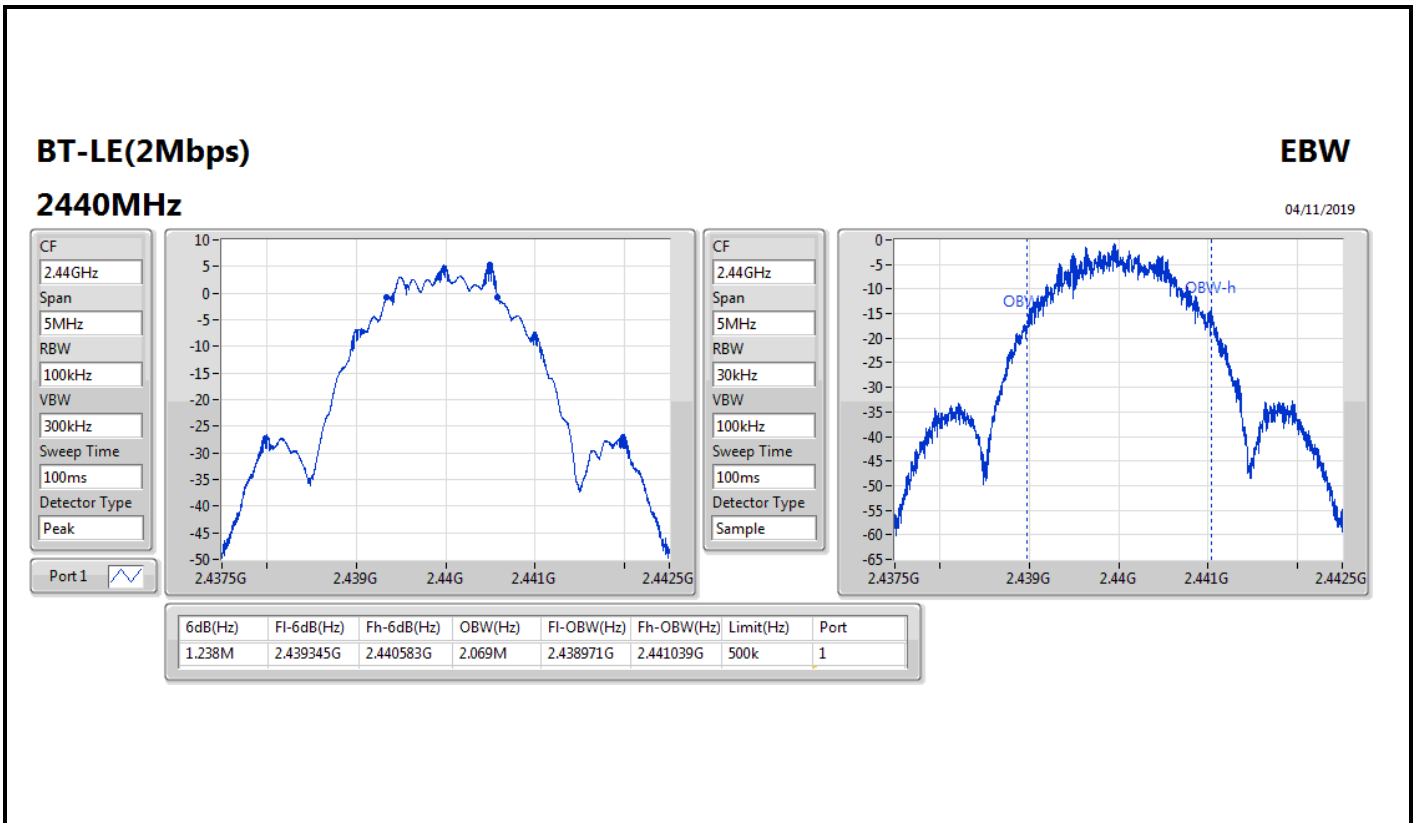 BT-LE(2Mbps)
EBW
2440MHz
04/11/2019
CF
2.44GHz
Span
5MHz
RBW
100kHz
VBW
300kHz
Sweep Time
100ms
Detector Type
Peak
Port 1
10
5
0
-5
-10
-15
-20
-25
-30
-35
-40
-45
-50
2.4375G 2.439G 2.44G 2.441G 2.4425G
CF
2.44GHz
Span
5MHz
RBW
30kHz
VBW
100kHz
Sweep Time
100ms
Detector Type
Sample
0
-5
-10
-15
-20
-25
-30
-35
-40
-45
-50
-55
-60
-65
OBW-h
2.4375G 2.439G 2.44G 2.441G 2.4425G
6dB(Hz) Fl-6dB(Hz) Fh-6dB(Hz) OBW(Hz) Fl-OBW(Hz) Fh-OBW(Hz) Limit(Hz) Port
1.238M 2.439345G 2.440583G 2.069M 2.438971G 2.441039G 500k 1